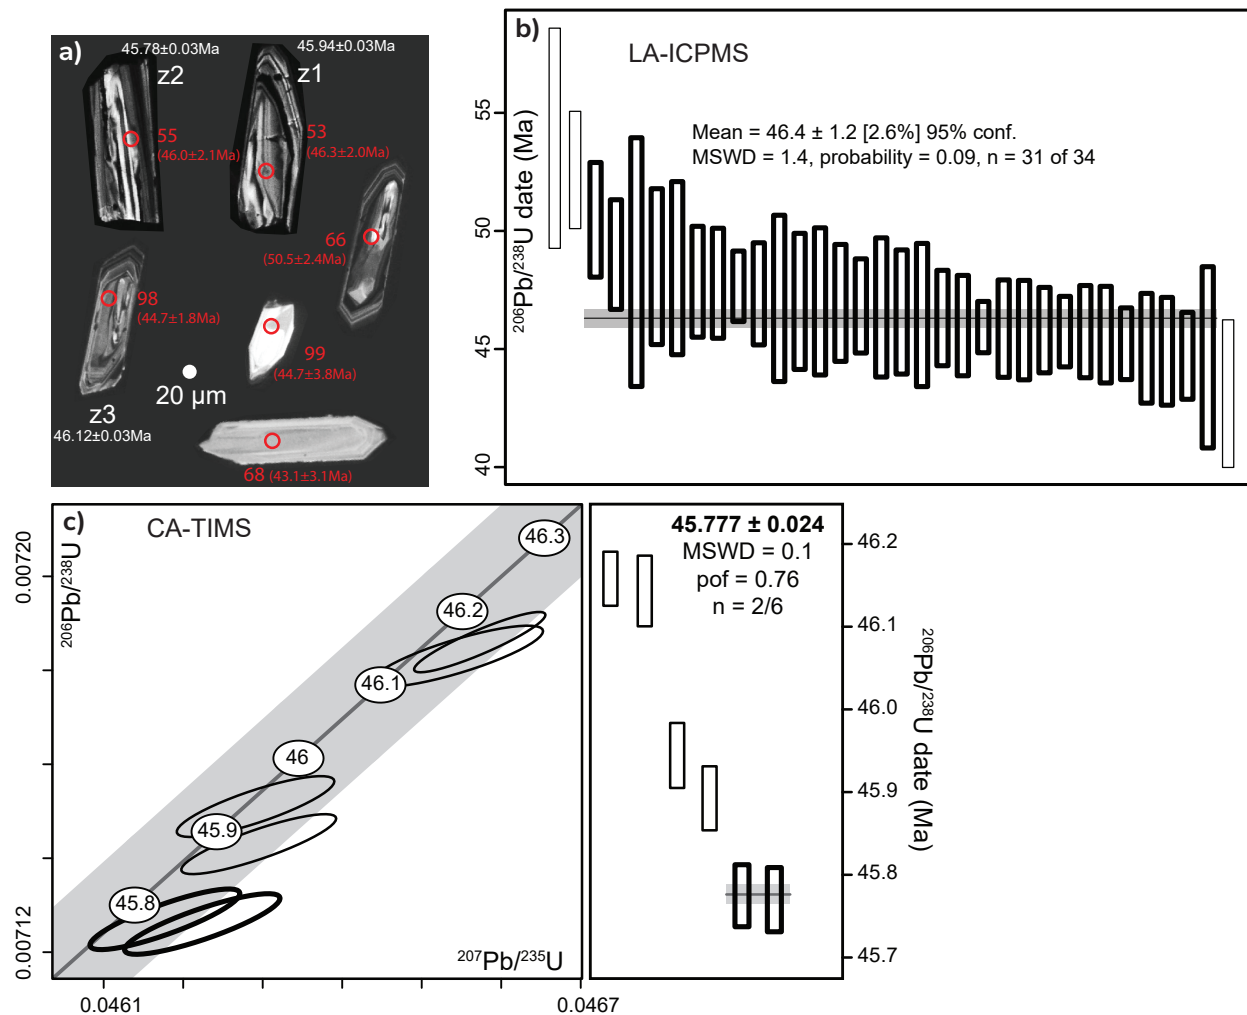 a)
45.78±0.03Ma
z2
45.94±0.03Ma
z1
55
(46.0±2.1Ma)
53
(46.3±2.0Ma)
66
(50.5±2.4Ma)
98
(44.7±1.8Ma)
99
(44.7±3.8Ma)
20 µm
z3
46.12±0.03Ma
68 (43.1±3.1Ma)
b)
LA-ICPMS
Mean = 46.4 ± 1.2 [2.6%] 95% conf.
MSWD = 1.4, probability = 0.09, n = 31 of 34
206Pb/238U date (Ma)
55
50
45
40
c)
CA-TIMS
206Pb/238U
0.00720
0.00712
46.3
46.2
46.1
46
45.9
45.8
207Pb/235U
0.0461
0.0467
45.777 ± 0.024
MSWD = 0.1
pof = 0.76
n = 2/6
46.2
46.1
46.0
45.9
45.8
45.7
206Pb/238U date (Ma)